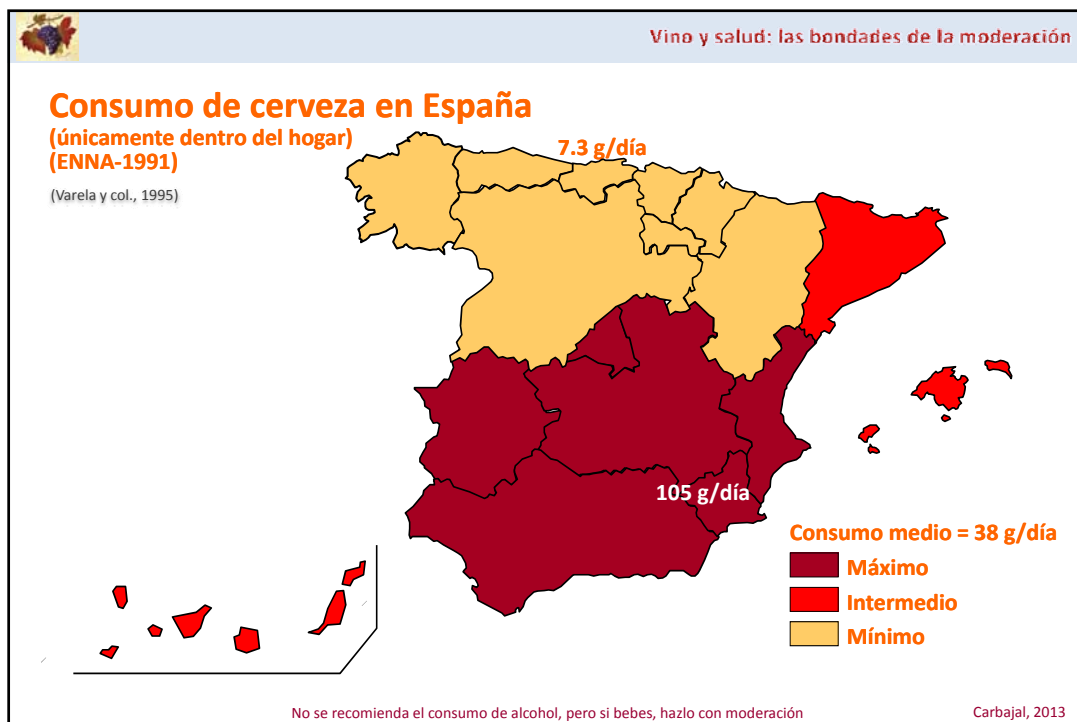 Vino y salud: las bondades de la moderación
Consumo de cerveza en España
(únicamente dentro del hogar)
(ENNA-1991)
(Varela y col., 1995)
7.3 g/día
105 g/día
Consumo medio = 38 g/día
Máximo
Intermedio
Mínimo
No se recomienda el consumo de alcohol, pero si bebes, hazlo con moderación
Carbajal, 2013